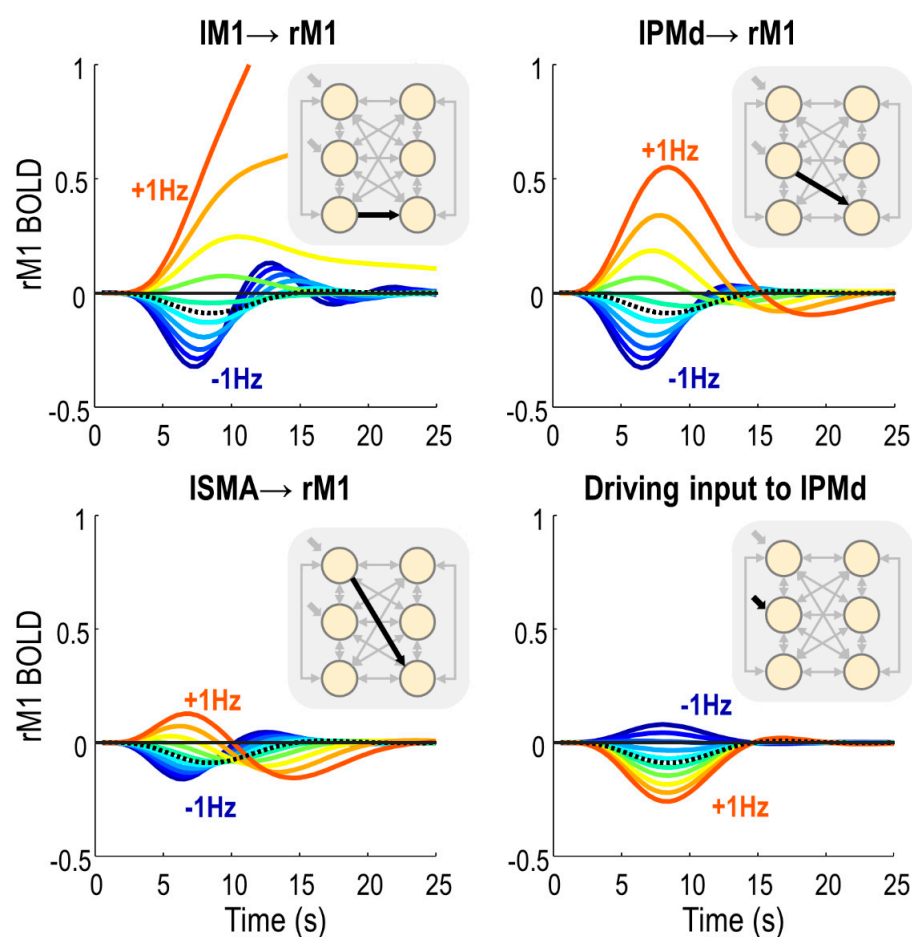 lM1→ rM1
lPMd→ rM1
1
0.5
0
-0.5
rM1 BOLD
+1Hz
-1Hz
0 5 10 15 20 25
1
0.5
0
-0.5
+1Hz
-1Hz
0 5 10 15 20 25
lSMA→ rM1
Driving input to lPMd
1
0.5
0
-0.5
rM1 BOLD
+1Hz
-1Hz
0 5 10 15 20 25
Time (s)
1
0.5
0
-0.5
-1Hz
+1Hz
0 5 10 15 20 25
Time (s)